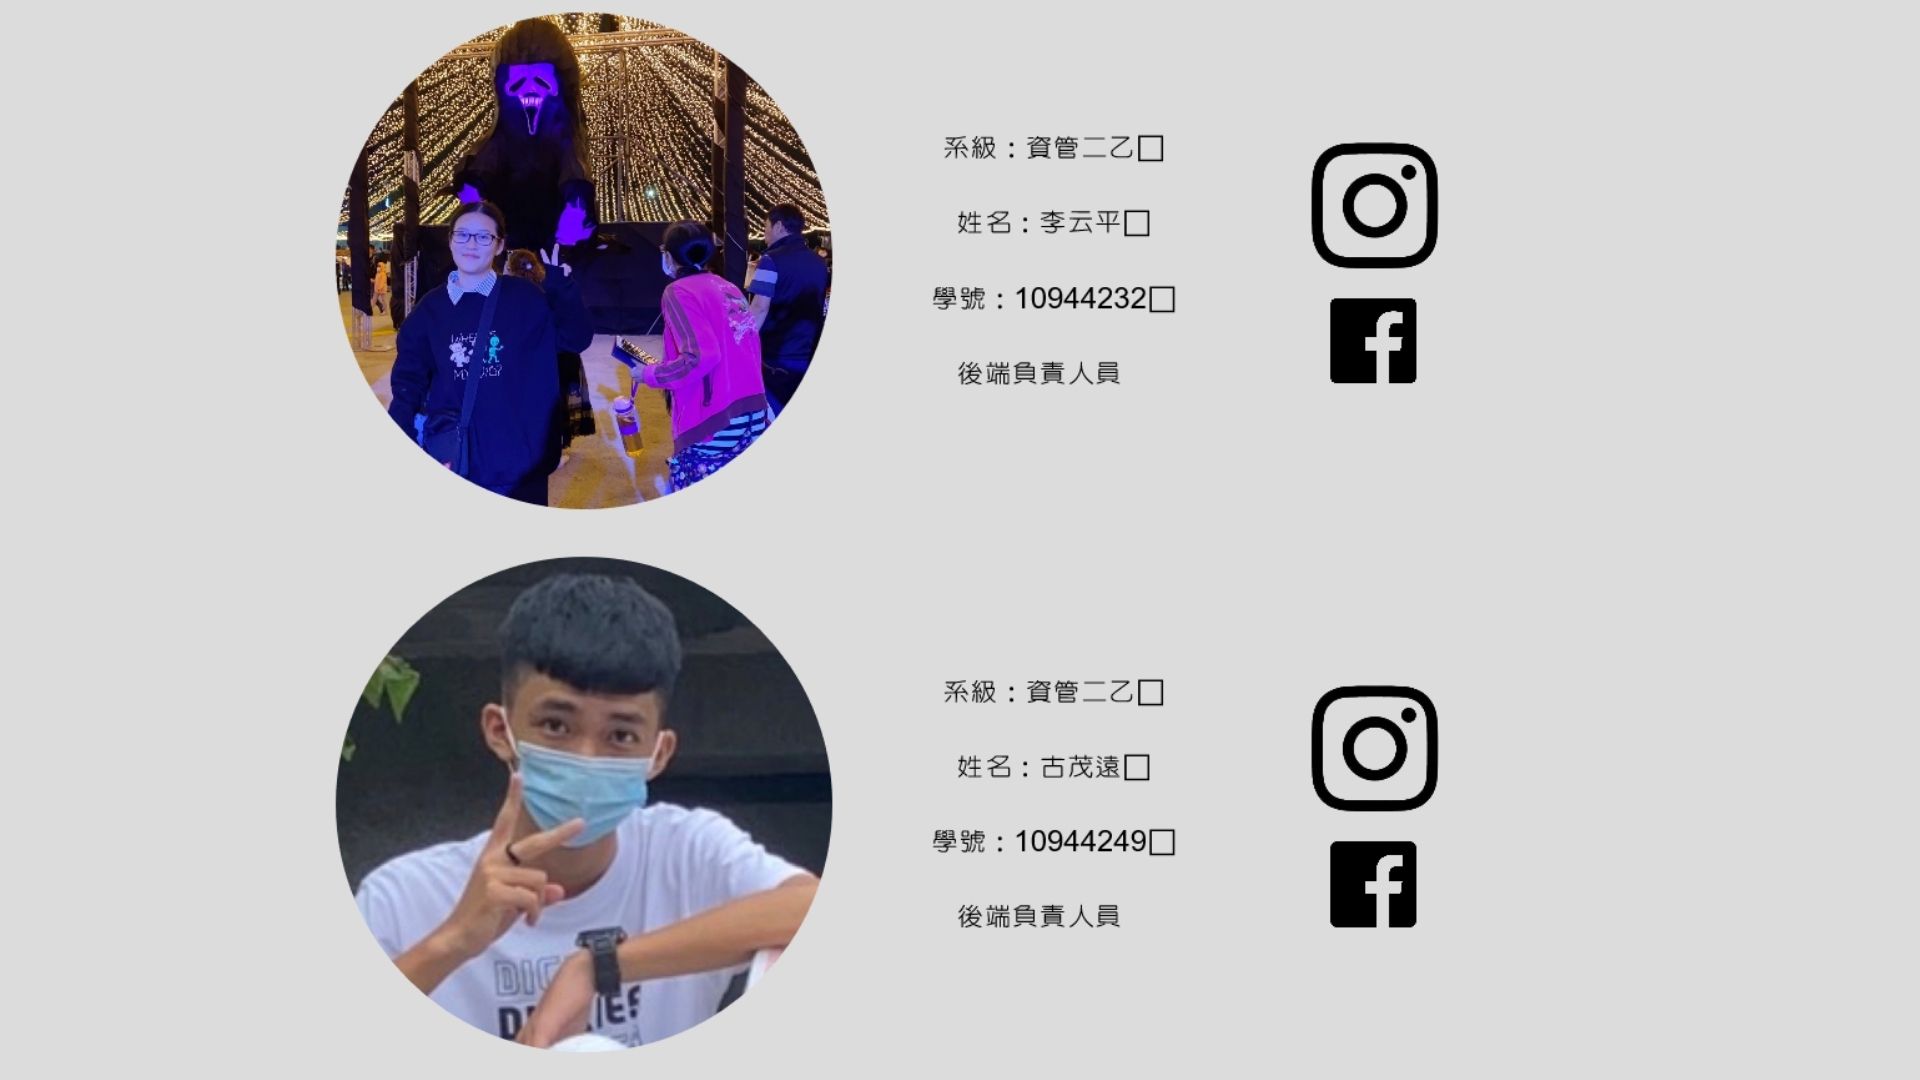 系級：資管二乙□
姓名：李云平□
學號：10944232□
後端負責人員
系級：資管二乙□
姓名：古茂遠□
學號：10944249□
後端負責人員